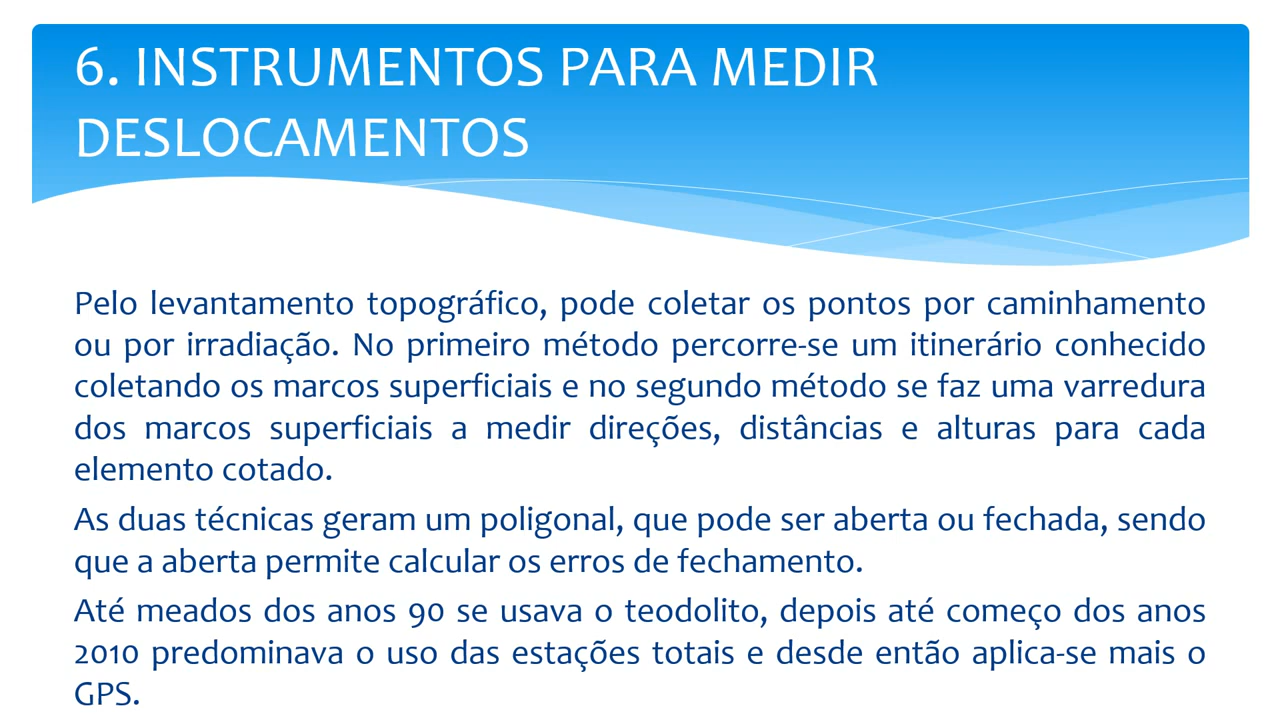 6. INSTRUMENTOS PARA MEDIR
DESLOCAMENTOS
Pelo levantamento topográfico, pode coletar os pontos por caminhamento
ou por irradiação. No primeiro método percorre-se um itinerário conhecido
coletando os marcos superficiais e no segundo método se faz uma varredura
dos marcos superficiais a medir direções, distâncias e alturas para cada
elemento cotado.
As duas técnicas geram um poligonal, que pode ser aberta ou fechada, sendo
que a aberta permite calcular os erros de fechamento.
Até meados dos anos 90 se usava o teodolito, depois até começo dos anos
2010 predominava o uso das estações totais e desde então aplica-se mais o
GPS.